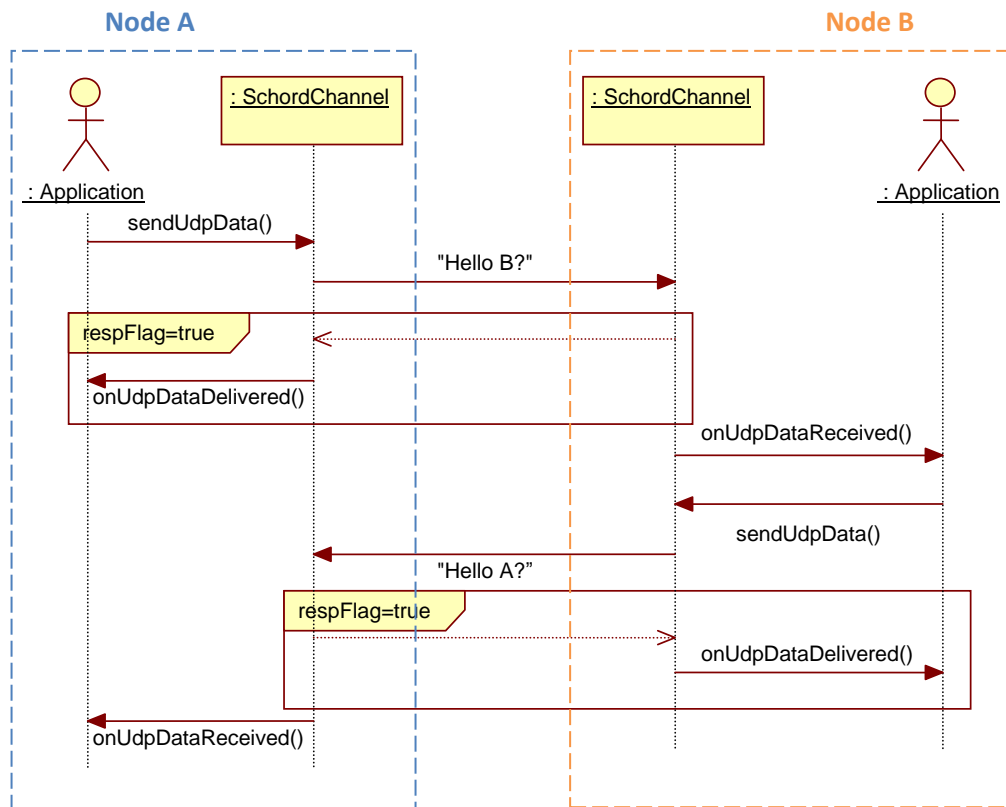 Node A
Node B
: SchordChannel
: SchordChannel
: Application
: Application
sendUdpData()
"Hello B?"
respFlag=true
onUdpDataDelivered()
onUdpDataReceived()
sendUdpData()
"Hello A?”
respFlag=true
onUdpDataDelivered()
onUdpDataReceived()